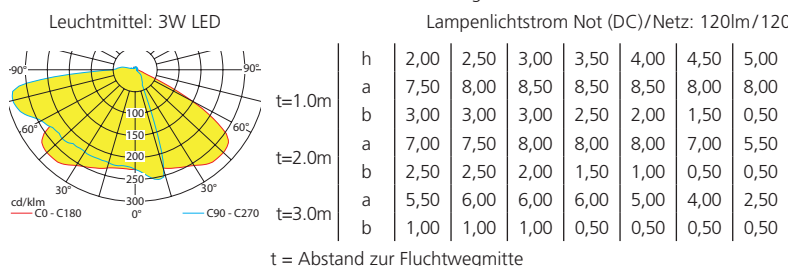 Leuchtmittel: 3W LED
Lampenlichtstrom Not (DC)/Netz: 120lm/120
-90° 90°-
60° 60°
30° 30°
0°
100
150
200
250
300
cd/klm
C0 - C180
C90 - C270
h 2,00 2,50 3,00 3,50 4,00 4,50 5,00
t=1.0m
a 7,50 8,00 8,50 8,50 8,50 8,00 8,00
b 3,00 3,00 3,00 2,50 2,00 1,50 0,50
t=2.0m
a 7,00 7,50 8,00 8,00 8,00 7,00 5,50
b 2,50 2,50 2,00 1,50 1,00 0,50 0,50
t=3.0m
a 5,50 6,00 6,00 6,00 5,00 4,00 2,50
b 1,00 1,00 1,00 0,50 0,50 0,50 0,50
t = Abstand zur Fluchtwegmitte